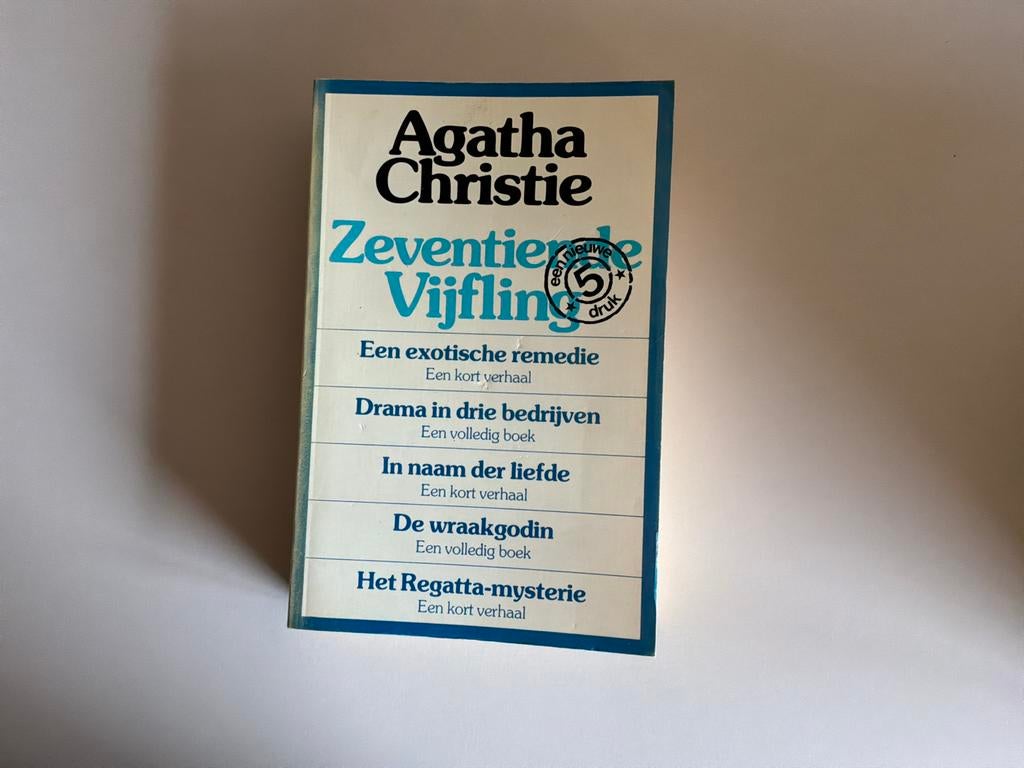 Agatha
Christie
Zeventiende
Vijfling
een nieuwe
5
druk
Een exotische remedie
Een kort verhaal
Drama in drie bedrijven
Een volledig boek
In naam der liefde
Een kort verhaal
De wraakgodin
Een volledig boek
Het Regatta-mysterie
Een kort verhaal